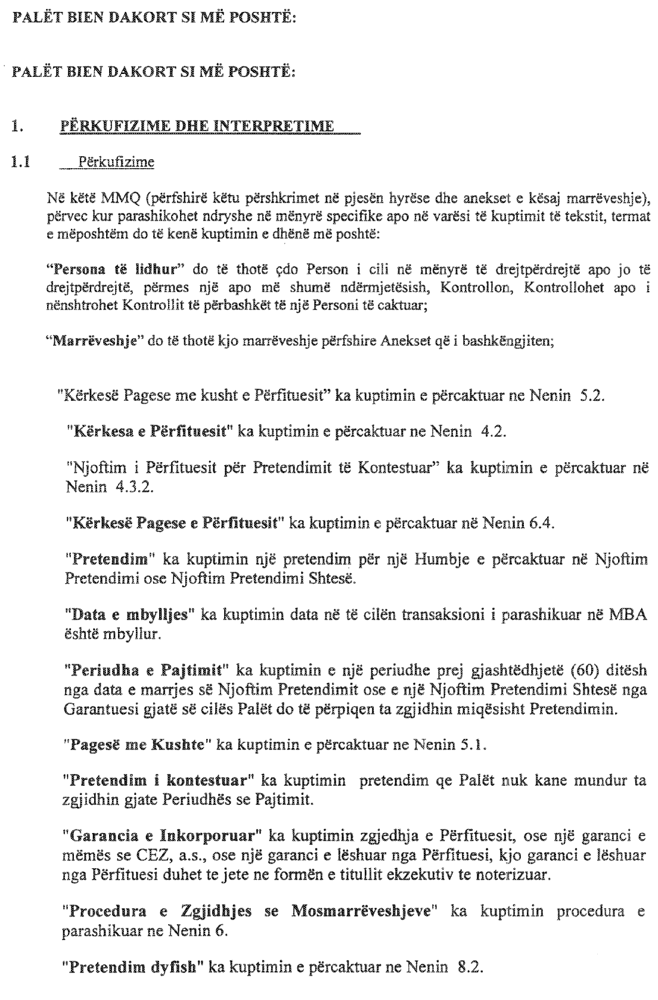 PALËT BIEN DAKORT SI MË POSHTË:
PALËT BIEN DAKORT SI MË POSHTË:
1. PËRKUFIZIME DHE INTERPRETIME
1.1 Përkufizime
Në këtë MMQ (përfshirë këtu përshkrimet në pjesën hyrëse dhe anekset e kësaj marrëveshje),
përvec kur parashikohet ndryshe në mënyrë specifike apo në varësi të kuptimit të tekstit, termat
e mëposhtëm do të kenë kuptimin e dhënë më poshtë:
“Persona të lidhur” do të thotë çdo Person i cili në mënyrë të drejtpërdrejtë apo jo të
drejtpërdrejtë, përmes një apo më shumë ndërmjetësish, Kontrollon, Kontrollohet apo i
nënshtrohet Kontrollit të përbashkët të një Personi të caktuar;
“Marrëveshje” do të thotë kjo marrëveshje përfshire Anekset që i bashkëngjiten;
"Kërkesë Pagese me kusht e Përfituesit” ka kuptimin e përcaktuar ne Nenin 5.2.
"Kërkesa e Përfituesit" ka kuptimin e përcaktuar ne Nenin 4.2.
"Njoftim i Përfituesit për Pretendimit të Kontestuar” ka kuptimin e përcaktuar në
Nenin 4.3.2.
"Kërkesë Pagese e Përfituesit" ka kuptimin e përcaktuar në Nenin 6.4.
"Pretendim" ka kuptimin një pretendim për një Humbje e përcaktuar në Njoftim
Pretendimi ose Njoftim Pretendimi Shtesë.
"Data e mbylljes" ka kuptimin data në të cilën transaksioni i parashikuar në MBA
është mbyllur.
"Periudha e Pajtimit" ka kuptimin e një periudhe prej gjashtëdhjetë (60) ditësh
nga data e marrjes së Njoftim Pretendimit ose e një Njoftim Pretendimi Shtesë nga
Garantuesi gjatë së cilës Palët do të përpiqen ta zgjidhin miqësisht Pretendimin.
"Pagesë me Kushte" ka kuptimin e përcaktuar ne Nenin 5.1.
"Pretendim i kontestuar" ka kuptimin pretendim qe Palët nuk kane mundur ta
zgjidhin gjate Periudhës se Pajtimit.
"Garancia e Inkorporuar" ka kuptimin zgjedhja e Përfituesit, ose një garanci e
mëmës se CEZ, a.s., ose një garanci e lëshuar nga Përfituesi, kjo garanci e lëshuar
nga Përfituesi duhet te jete ne formën e titullit ekzekutiv te noterizuar.
"Procedura e Zgjidhjes se Mosmarrëveshjeve" ka kuptimin procedura e
parashikuar ne Nenin 6.
"Pretendim dyfish" ka kuptimin e përcaktuar ne Nenin 8.2.